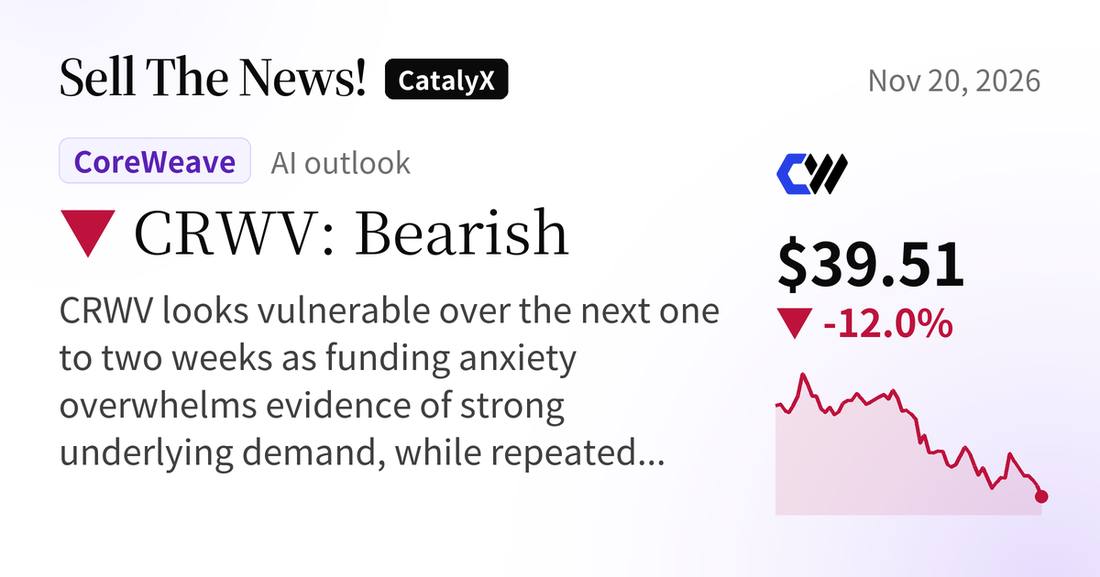 Sell The News! CatalyX
Nov 20, 2026
CoreWeave AI outlook
▼ CRWV: Bearish
CRWV looks vulnerable over the next one
to two weeks as funding anxiety
overwhelms evidence of strong
underlying demand, while repeated...
CW
$39.51
▼ -12.0%